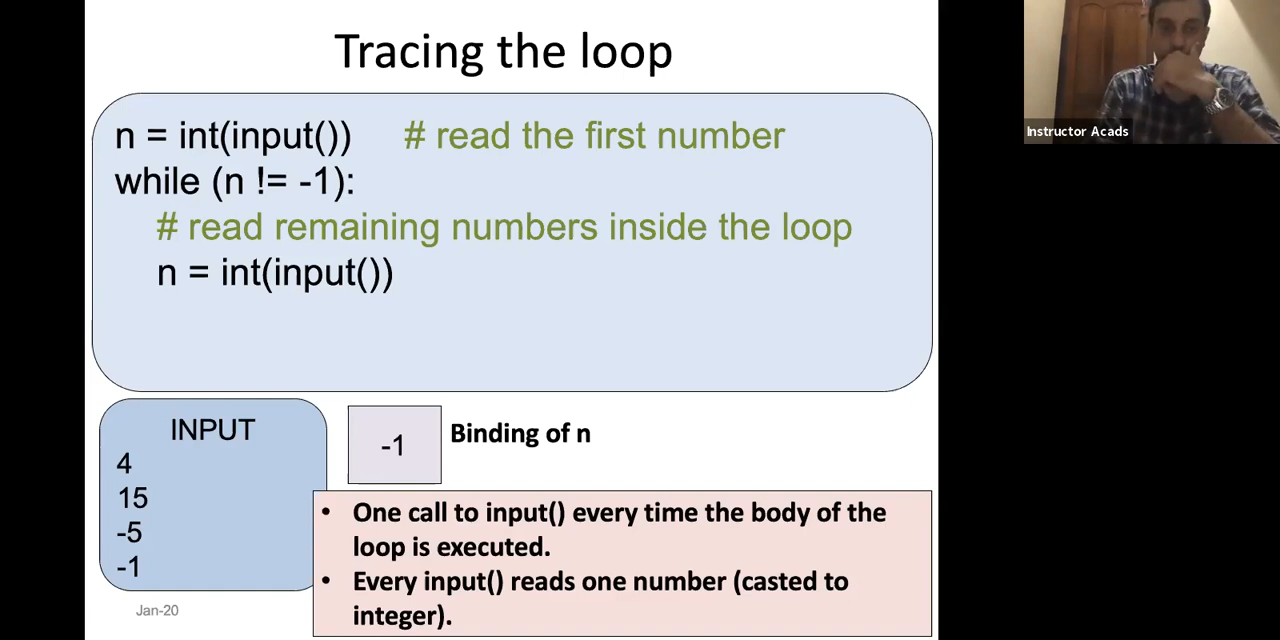 Tracing the loop
n = int(input()) # read the first number
while (n != -1):
# read remaining numbers inside the loop
n = int(input())
INPUT
4
15
-5
-1
-1
Binding of n
• One call to input() every time the body of the
loop is executed.
• Every input() reads one number (casted to
integer).
Jan-20
Instructor Acads